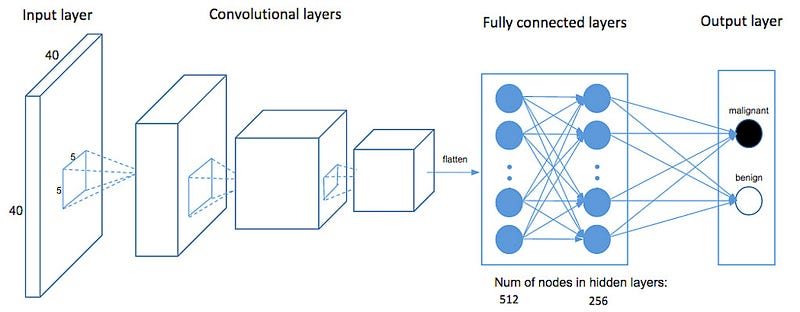 Input layer
Convolutional layers
Fully connected layers
Output layer
40
40
5
5
flatten
malignant
benign
Num of nodes in hidden layers:
512 256